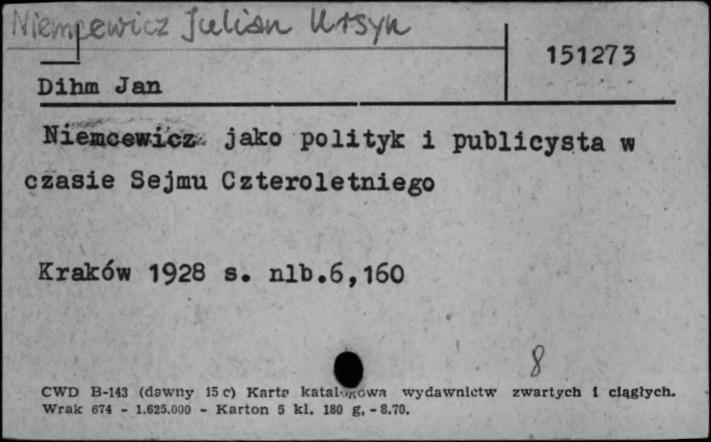 Niemcewicz Julian Ursyn
151273
Dihm Jan
Niemcewicz jako polityk i publicysta w
czasie Sejmu Czteroletniego
Kraków 1928 s. nlb.6,160
8
CWD B-143 (dawny 15 c) Karta katalogowa wydawnictw zwartych i ciągłych.
Wrak 674 - 1.625.000 - Karton 5 kl. 180 g, - 8.70.